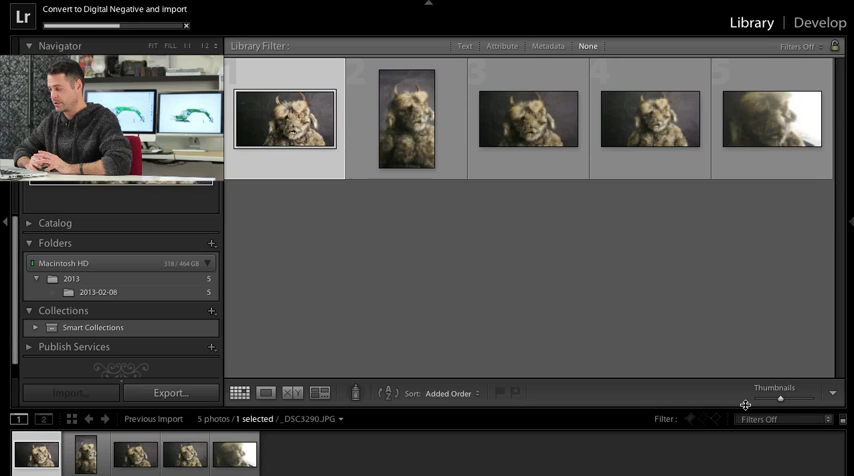 Lr
Convert to Digital Negative and import
Library | Develop
Navigator FIT FILL 1:1 1:2
Library Filter : Text Attribute Metadata None Filters Off
1 2 3 4 5
Catalog
Folders
Macintosh HD 318 / 464 GB
2013 5
2013-02-08 5
Collections
Smart Collections
Publish Services
Import... Export...
X Y
A Z
Sort: Added Order
Thumbnails
1 2 Previous Import 5 photos / 1 selected / _DSC3290.JPG
Filter : Filters Off